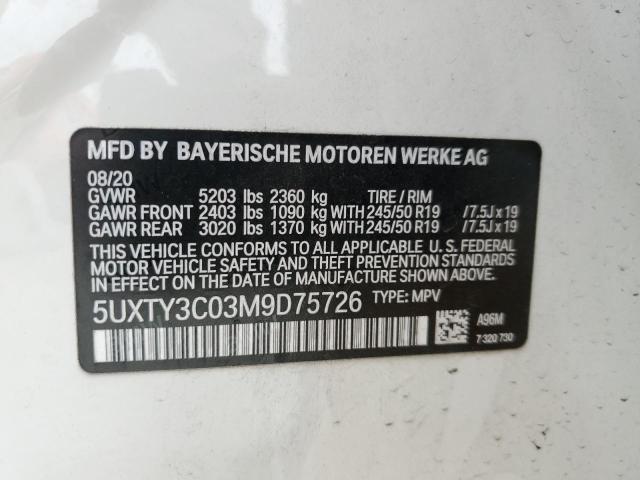 MFD BY BAYERISCHE MOTOREN WERKE AG
08/20
GVWR 5203 lbs 2360 kg TIRE / RIM
GAWR FRONT 2403 lbs 1090 kg WITH 245/50 R19 /7.5J x 19
GAWR REAR 3020 lbs 1370 kg WITH 245/50 R19 /7.5J x 19
THIS VEHICLE CONFORMS TO ALL APPLICABLE U. S. FEDERAL
MOTOR VEHICLE SAFETY AND THEFT PREVENTION STANDARDS
IN EFFECT ON THE DATE OF MANUFACTURE SHOWN ABOVE.
5UXTY3C03M9D75726 TYPE: MPV
A96M
7 320 730